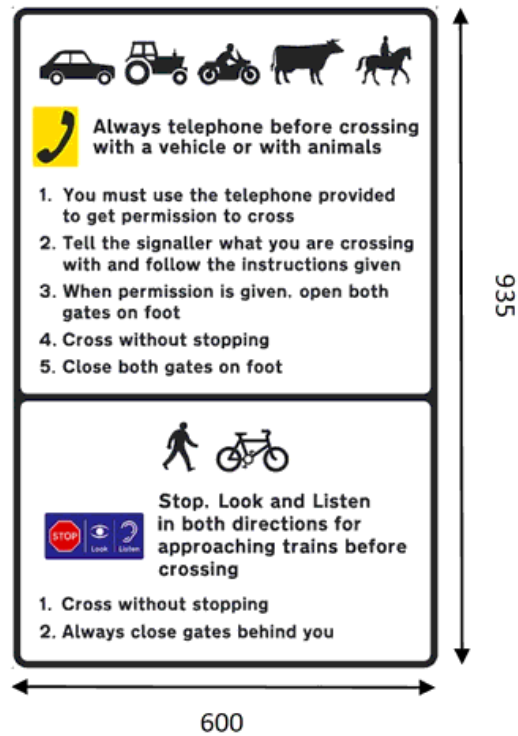 Always telephone before crossing
with a vehicle or with animals
1. You must use the telephone provided
to get permission to cross
2. Tell the signaller what you are crossing
with and follow the instructions given
3. When permission is given, open both
gates on foot
4. Cross without stopping
5. Close both gates on foot
Stop, Look and Listen
in both directions for
approaching trains before
crossing
STOP
Look
Listen
1. Cross without stopping
2. Always close gates behind you
935
600